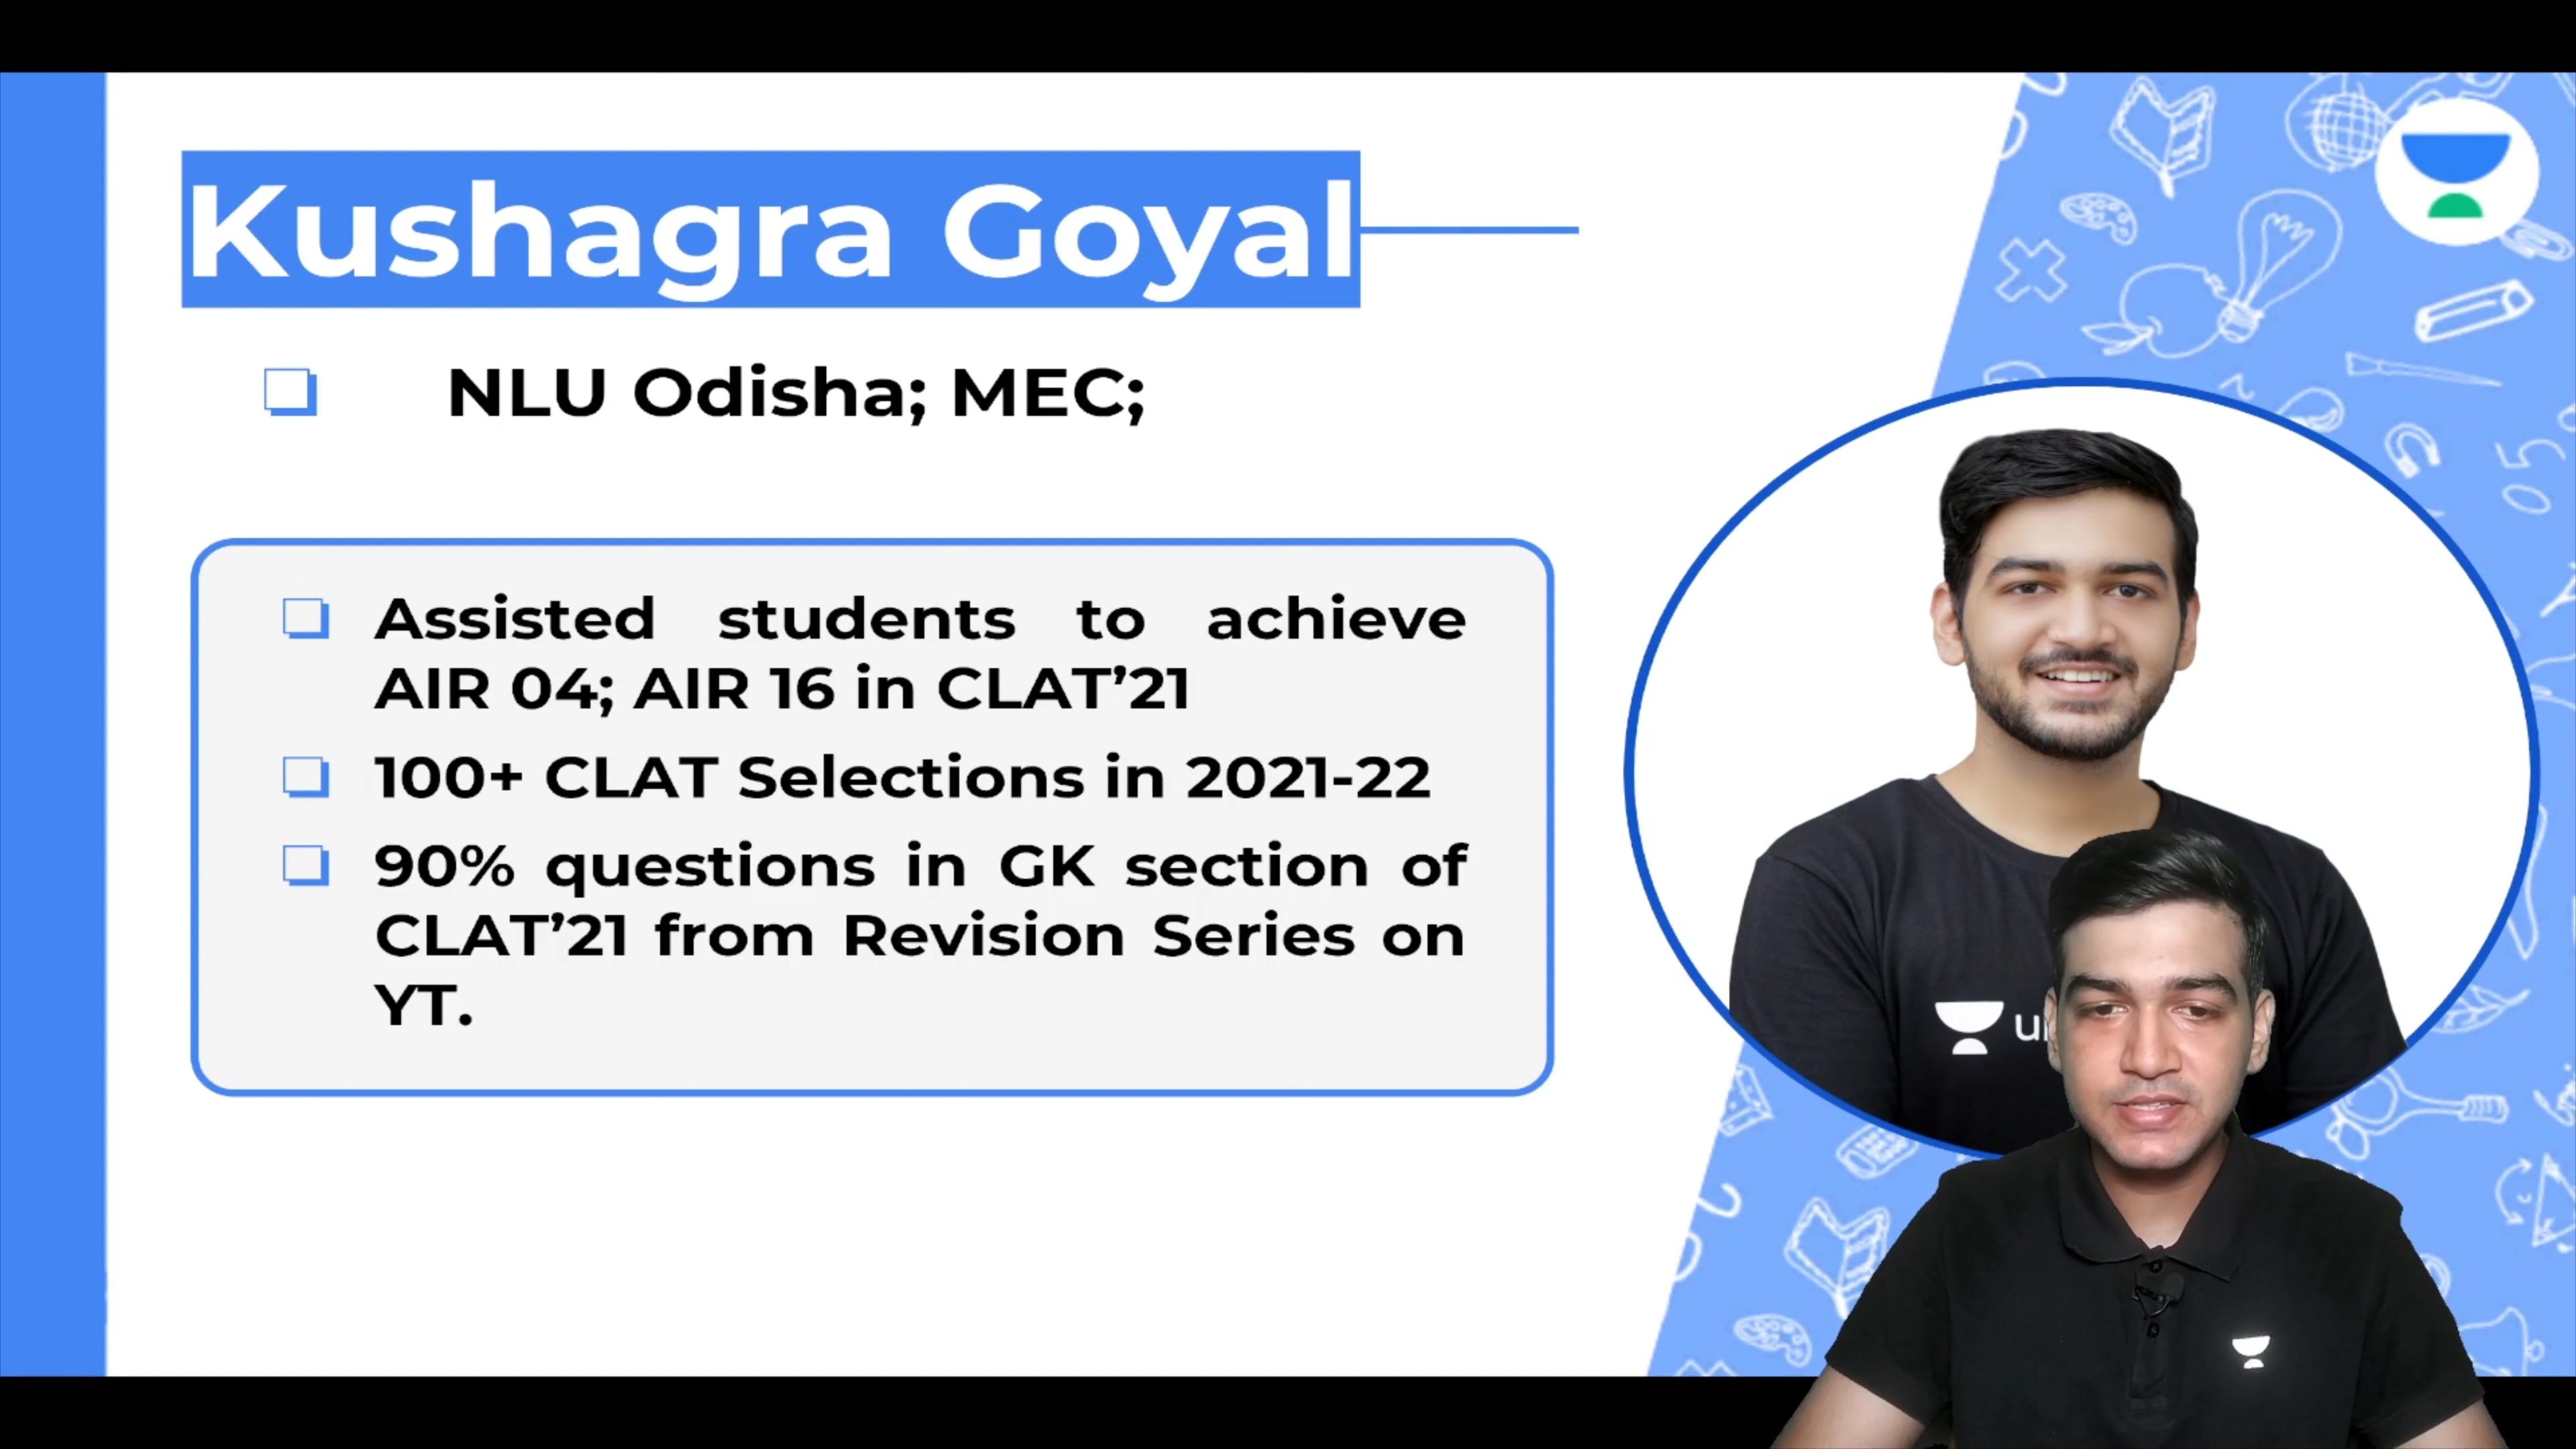 Kushagra Goyal
NLU Odisha; MEC;
Assisted students to achieve
AIR 04; AIR 16 in CLAT’21
100+ CLAT Selections in 2021-22
90% questions in GK section of
CLAT’21 from Revision Series on
YT.